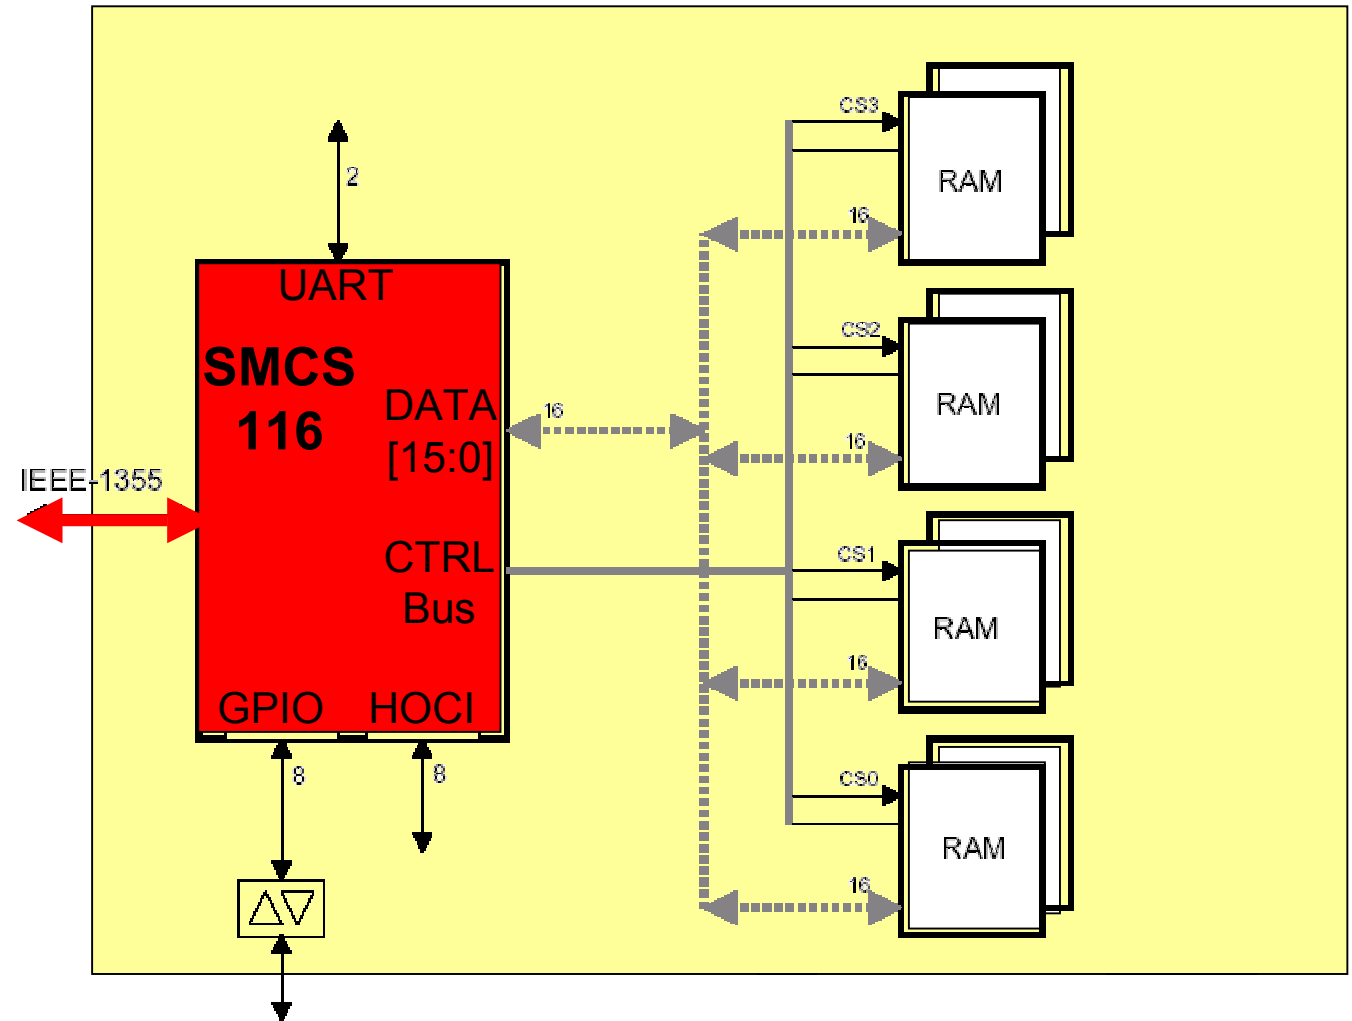 CS3
2
RAM
16
UART
SMCS
116
CS2
DATA
16
RAM
[15:0]
16
IEEE-1355
CTRL
CS1
Bus
RAM
16
GPIO
HOCI
8
8
CS0
RAM
16